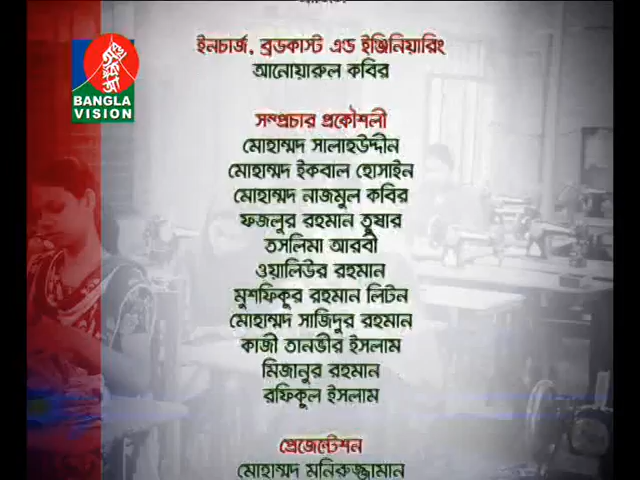 ইনচার্জ, ব্রডকাস্ট এন্ড ইঞ্জিনিয়ারিং
আনোয়ারুল কবির
BANGLA
VISION
সম্প্রচার প্রকৌশলী
মোহাম্মদ সালাহউদ্দীন
মোহাম্মদ ইকবাল হোসাইন
মোহাম্মদ নাজমুল কবির
ফজলুর রহমান তুষার
তসলিমা আরবী
ওয়ালিউর রহমান
মুশফিকুর রহমান লিটন
মোহাম্মদ সাজিদুর রহমান
কাজী তানভীর ইসলাম
মিজানুর রহমান
রফিকুল ইসলাম
প্রেজেন্টেশন
মোহাম্মদ মনিরুজ্জামান